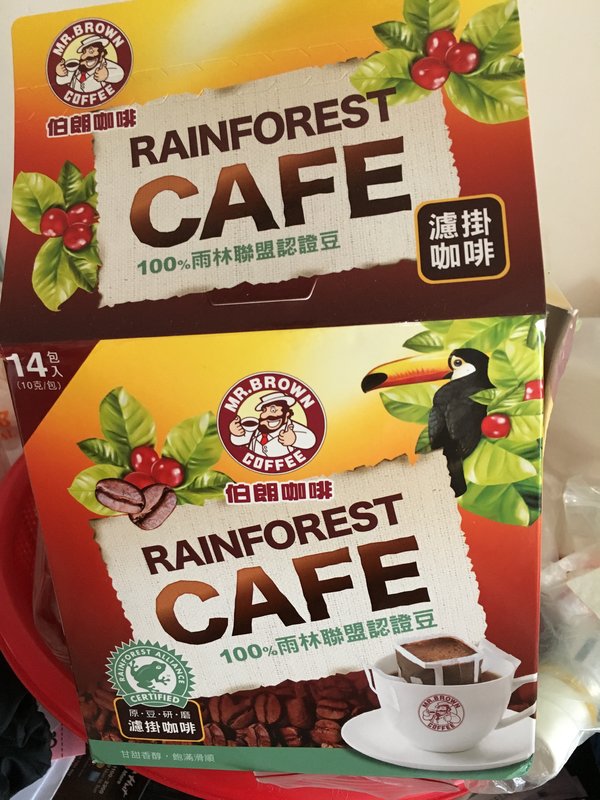 MR. BROWN
COFFEE
伯朗咖啡
RAINFOREST
CAFE
100%雨林聯盟認證豆
濾掛
咖啡
14包入
(10克/包)
MR. BROWN
COFFEE
伯朗咖啡
RAINFOREST
CAFE
100%雨林聯盟認證豆
RAINFOREST ALLIANCE
CERTIFIED
原·豆·研·磨
濾掛咖啡
MR. BROWN
COFFEE
甘甜香醇，飽滿滑順